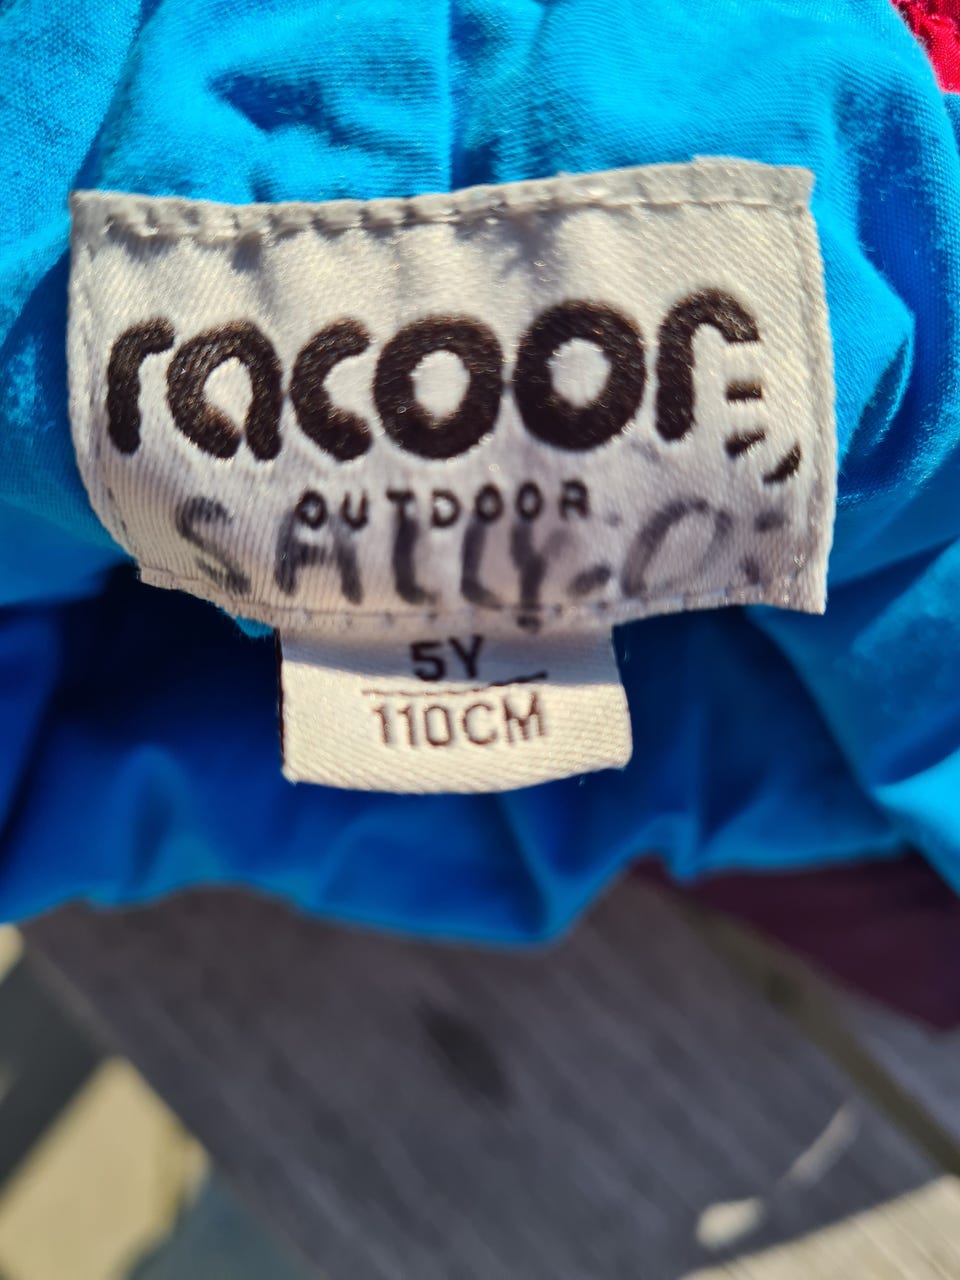 racoon
OUTDOOR
SALLY-O
5Y
110CM